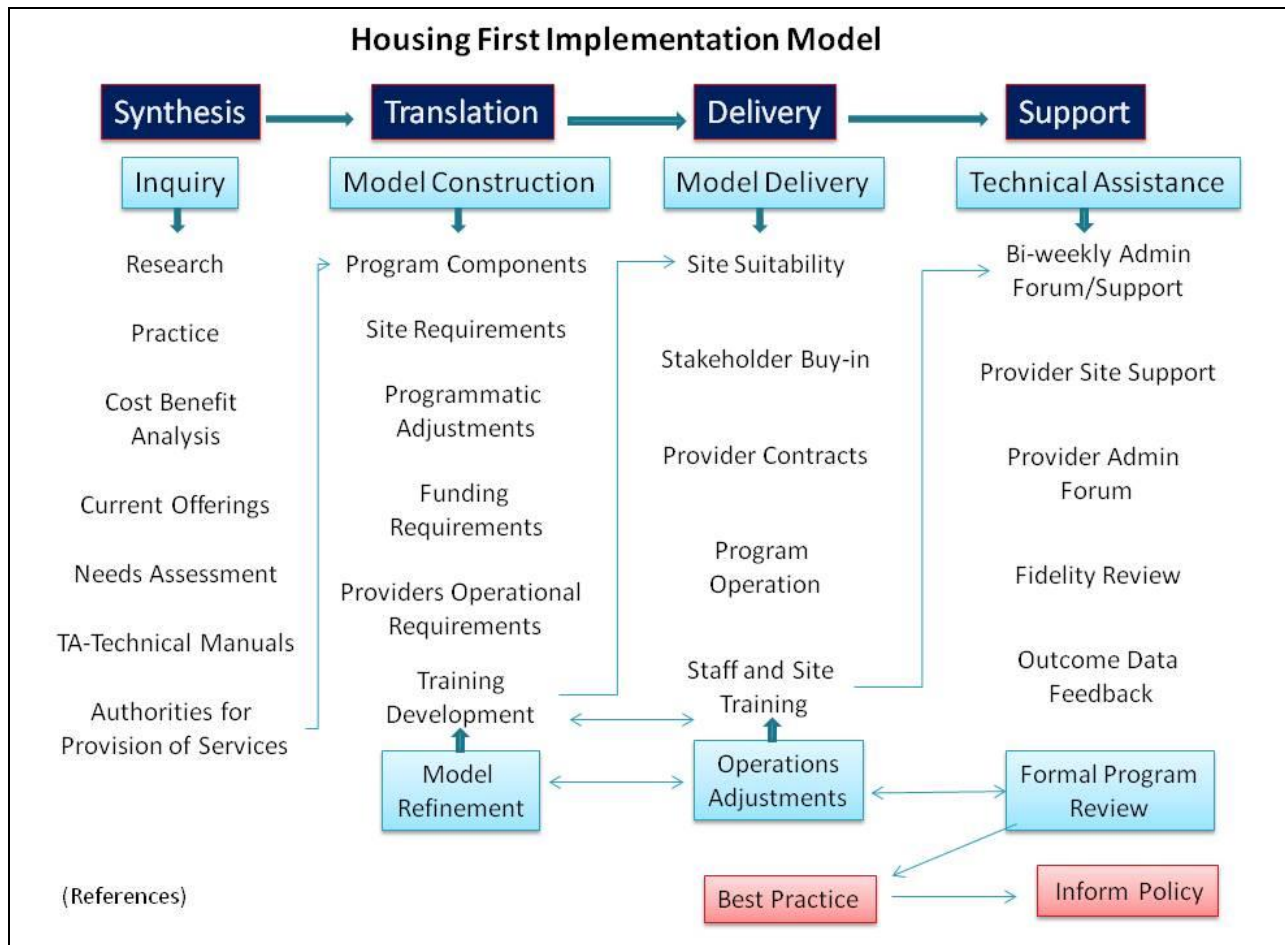 Housing First Implementation Model
Synthesis
Translation
Delivery
Support
Inquiry
Model Construction
Model Delivery
Technical Assistance
Research
Practice
Cost Benefit
Analysis
Current Offerings
Needs Assessment
TA-Technical Manuals
Authorities for
Provision of Services
Program Components
Site Requirements
Programmatic
Adjustments
Funding
Requirements
Providers Operational
Requirements
Training
Development
Model
Refinement
Site Suitability
Stakeholder Buy-in
Provider Contracts
Program
Operation
Staff and Site
Training
Operations
Adjustments
Bi-weekly Admin
Forum/Support
Provider Site Support
Provider Admin
Forum
Fidelity Review
Outcome Data
Feedback
Formal Program
Review
Best Practice
Inform Policy
(References)